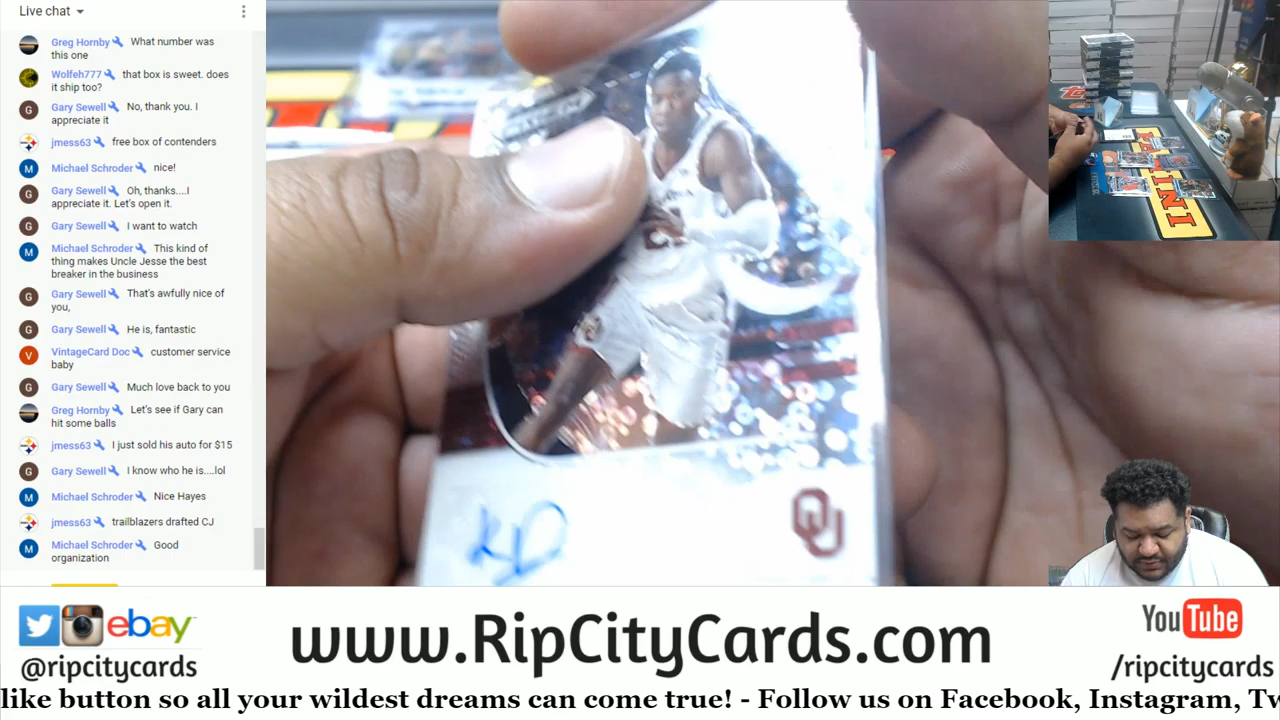 Live chat
Greg Hornby What number was
this one
Wolfeh777 that box is sweet. does
it ship too?
Gary Sewell No, thank you. I
appreciate it
jmess63 free box of contenders
Michael Schroder nice!
Gary Sewell Oh, thanks....I
appreciate it. Let's open it.
Gary Sewell I want to watch
Michael Schroder This kind of
thing makes Uncle Jesse the best
breaker in the business
Gary Sewell That's awfully nice of
you,
Gary Sewell He is, fantastic
VintageCard Doc customer service
baby
Gary Sewell Much love back to you
Greg Hornby Let's see if Gary can
hit some balls
jmess63 I just sold his auto for $15
Gary Sewell I know who he is....lol
Michael Schroder Nice Hayes
jmess63 trailblazers drafted CJ
Michael Schroder Good
organization
OU
ebay
@ripcitycards
www.RipCityCards.com
YouTube
/ripcitycards
like button so all your wildest dreams can come true! - Follow us on Facebook, Instagram, Tw